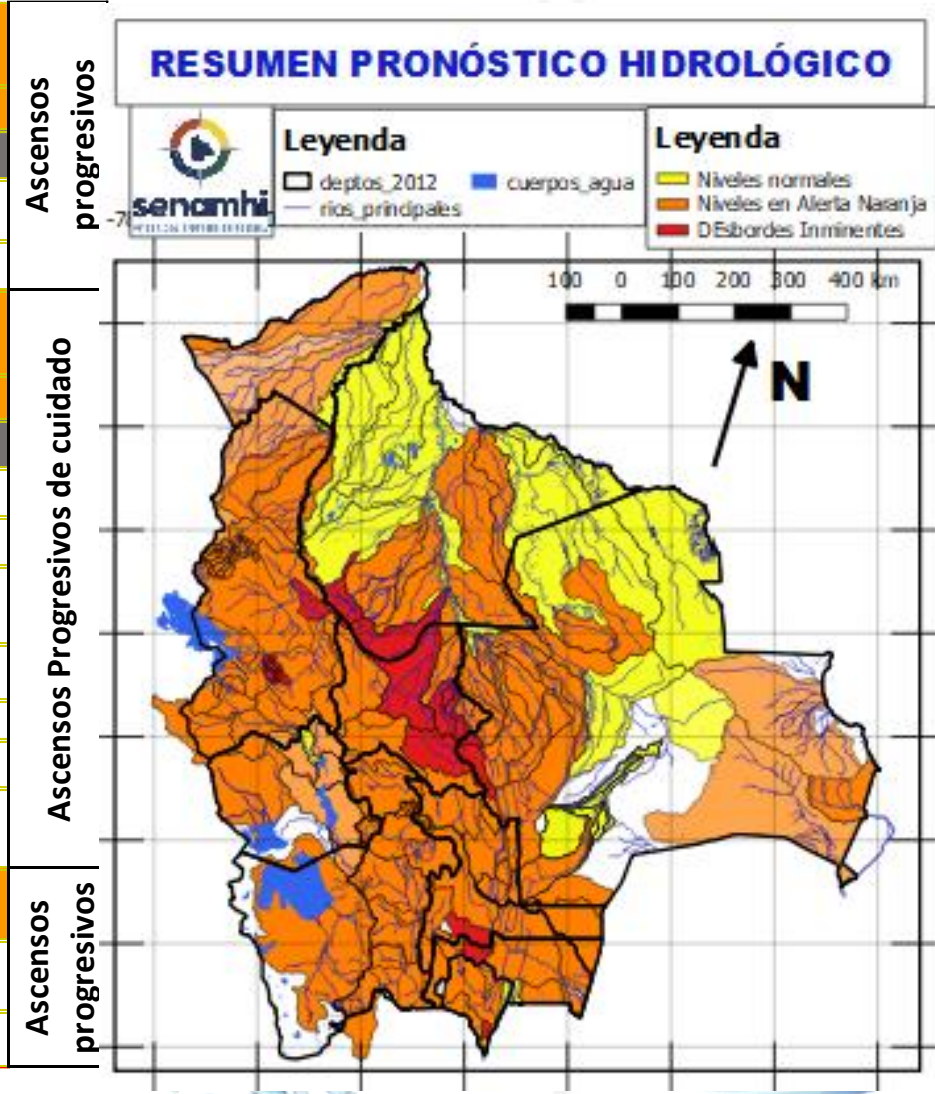 Ascensos
progresivos
Ascensos Progresivos de cuidado
Ascensos
progresivos
RESUMEN PRONÓSTICO HIDROLÓGICO
senamhi
Leyenda
deptos_2012
cuerpos_agua
rios_principales
Leyenda
Niveles normales
Niveles en Alerta Naranja
DEsbordes Inminentes
100 0 100 200 300 400 km
N